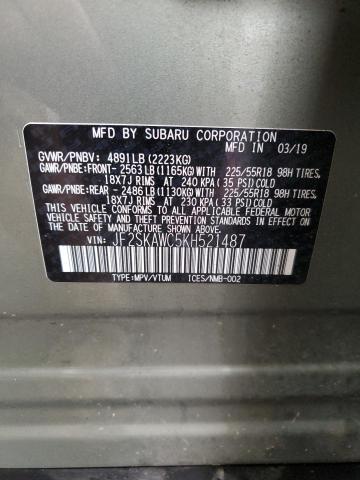 MFD BY SUBARU CORPORATION
GVWR/PNBV: 4891LB(2223KG) MFD IN 03/19
GAWR/PNBE:FRONT- 2563LB(1165KG)WITH 225/55R18 98H TIRES,
18X7J RIMS AT 240 KPA(35 PSI)COLD
GAWR/PNBE:REAR - 2486LB(1130KG)WITH 225/55R18 98H TIRES,
18X7J RIMS AT 230 KPA(33 PSI)COLD
THIS VEHICLE CONFORMS TO ALL APPLICABLE
FEDERAL MOTOR VEHICLE SAFETY, BUMPER, AND
THEFT PREVENTION STANDARDS IN EFFECT ON
THE DATE OF MANUFACTURE SHOWN ABOVE.
VIN: JF2SKAWC5KH521487
TYPE:MPV/VTUM ICES/NMB-002